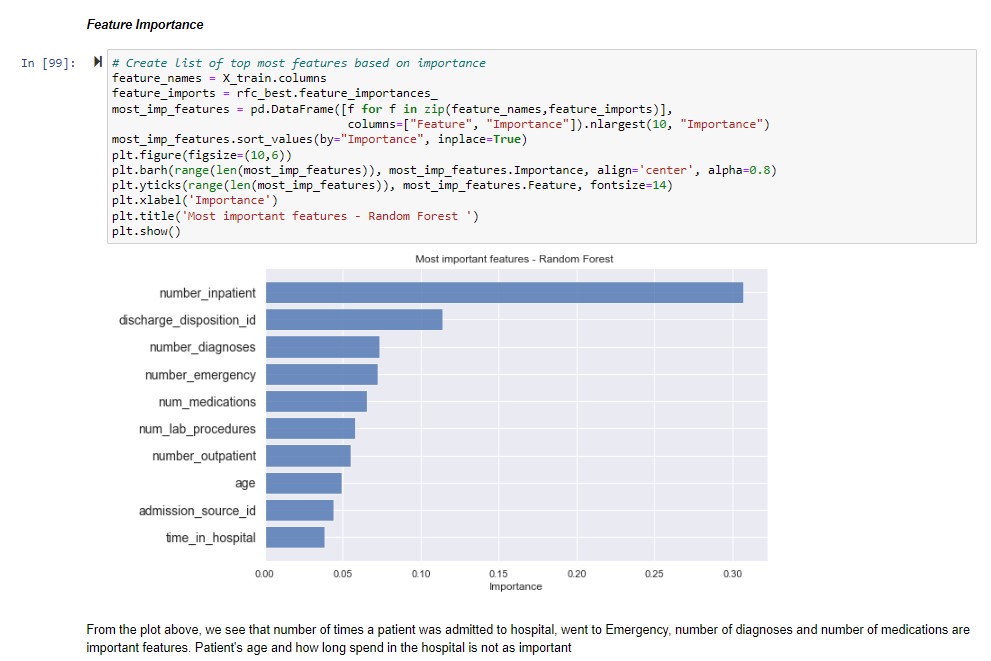 Feature Importance
In [99]:
# Create list of top most features based on importance
feature_names = X_train.columns
feature_imports = rfc_best.feature_importances_
most_imp_features = pd.DataFrame([f for f in zip(feature_names,feature_imports)],
columns=["Feature", "Importance"]).nlargest(10, "Importance")
most_imp_features.sort_values(by="Importance", inplace=True)
plt.figure(figsize=(10,6))
plt.barh(range(len(most_imp_features)), most_imp_features.Importance, align='center', alpha=0.8)
plt.yticks(range(len(most_imp_features)), most_imp_features.Feature, fontsize=14)
plt.xlabel('Importance')
plt.title('Most important features - Random Forest ')
plt.show()
Most important features - Random Forest
number_inpatient
discharge_disposition_id
number_diagnoses
number_emergency
num_medications
num_lab_procedures
number_outpatient
age
admission_source_id
time_in_hospital
0.00 0.05 0.10 0.15 0.20 0.25 0.30
Importance
From the plot above, we see that number of times a patient was admitted to hospital, went to Emergency, number of diagnoses and number of medications are
important features. Patient's age and how long spend in the hospital is not as important